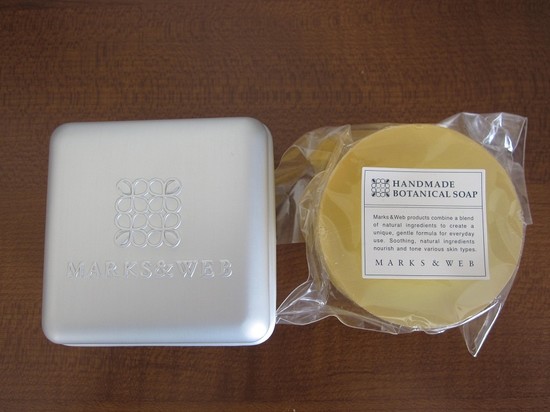 MARKS&WEB
HANDMADE
BOTANICAL SOAP
Marks&Web products combine a blend
of natural ingredients to create a
unique, gentle formula for everyday
use. Soothing, natural ingredients
nourish and tone various skin types
MARKS & WEB